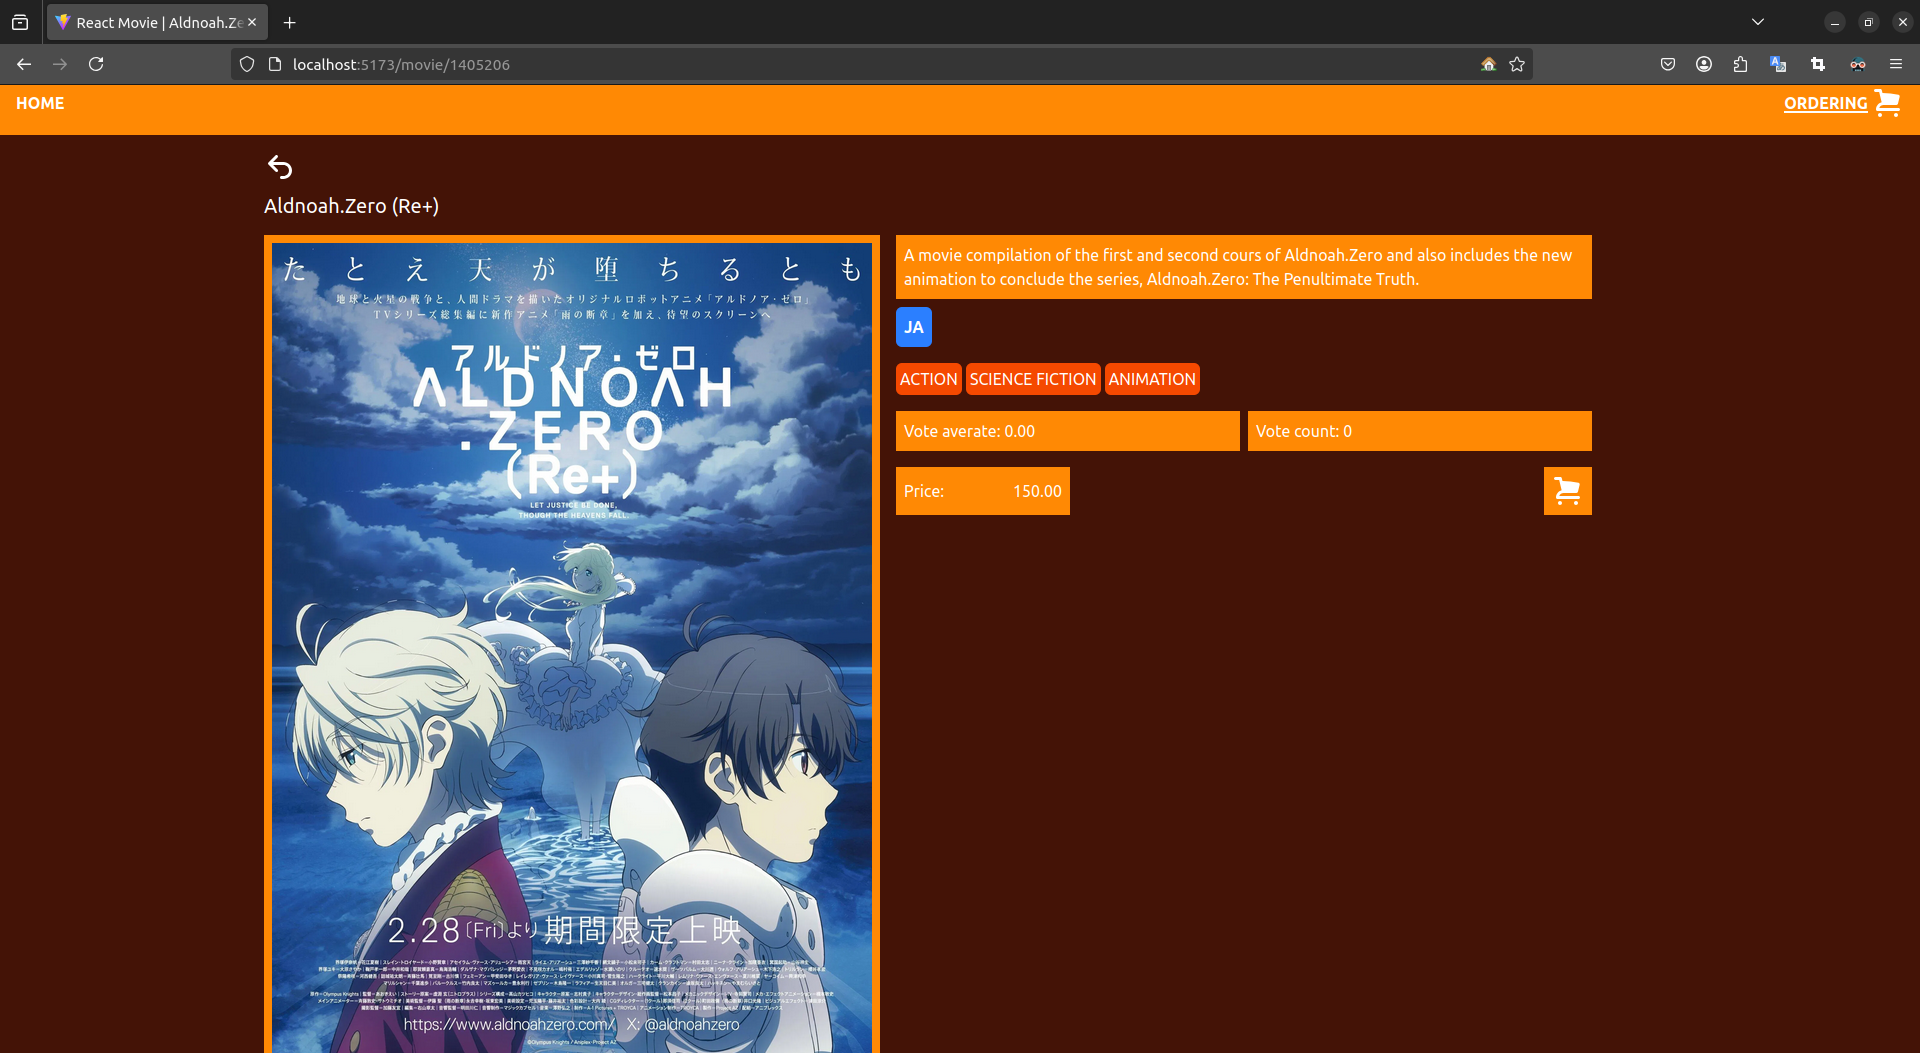 React Movie | Aldnoah.Ze
localhost:5173/movie/1405206
HOME
ORDERING
Aldnoah.Zero (Re+)
たとえ天が堕ちるとも
地球と火星の戦争と、人間ドラマを描いたオリジナルロボットアニメ「アルドノア・ゼロ」
TVシリーズ総集編に新作アニメ「雨の断章」を加え、待望のスクリーンへ
アルドノア・ゼロ
ALDNOAH
.ZERO
(Re+)
LET JUSTICE BE DONE,
THOUGH THE HEAVENS FALL.
2.28〔Fri〕より期間限定上映
https://www.aldnoahzero.com/ X: @aldnoahzero
©Olympus Knights / Aniplex·Project AZ
A movie compilation of the first and second cours of Aldnoah.Zero and also includes the new
animation to conclude the series, Aldnoah.Zero: The Penultimate Truth.
JA
ACTION SCIENCE FICTION ANIMATION
Vote averate: 0.00 Vote count: 0
Price: 150.00